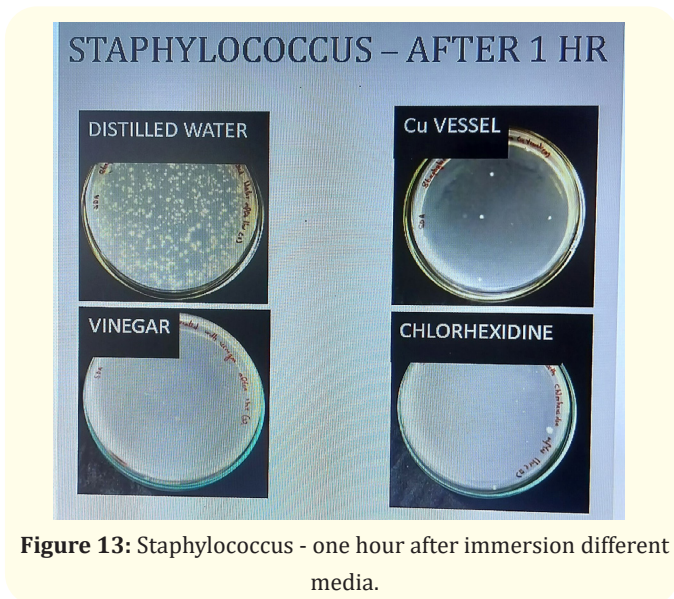 STAPHYLOCOCCUS – AFTER 1 HR
DISTILLED WATER
Cu VESSEL
VINEGAR
CHLORHEXIDINE
Figure 13: Staphylococcus - one hour after immersion different
media.